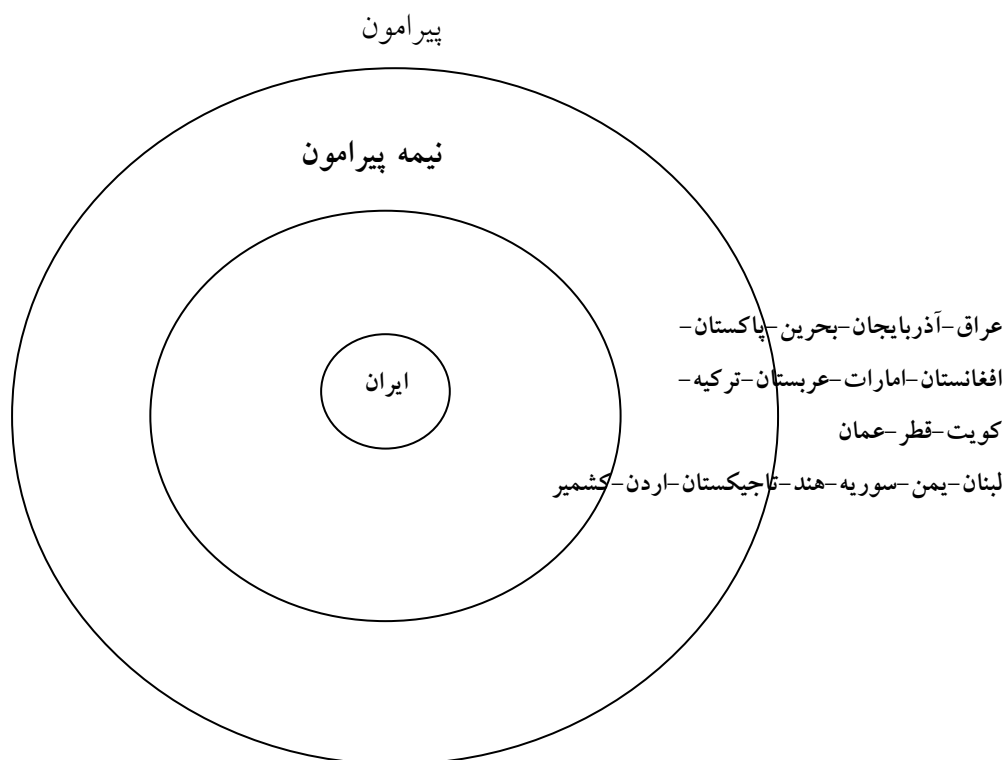 پیرامون
نیمه پیرامون
ایران
عراق-آذربایجان-بحرین-پاکستان-
افغانستان-امارات-عربستان-ترکیه-
کویت-قطر-عمان
لبنان-یمن-سوریه-هند-تاجیکستان-اردن-کشمیر